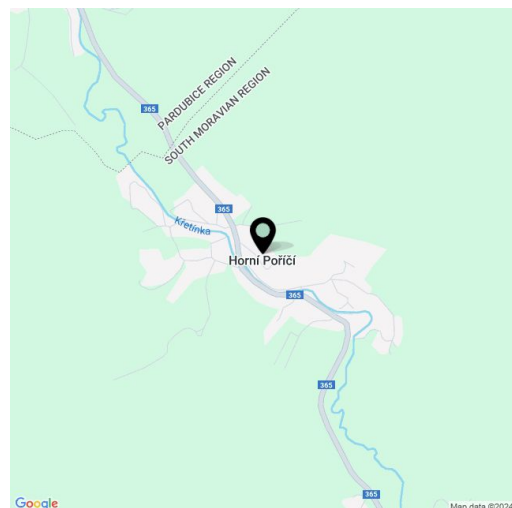 365
PARDUBICE REGION
SOUTH MORAVIAN REGION
365
Křetínka
Horní Poříčí
365
365
365
Google
Map data ©2024